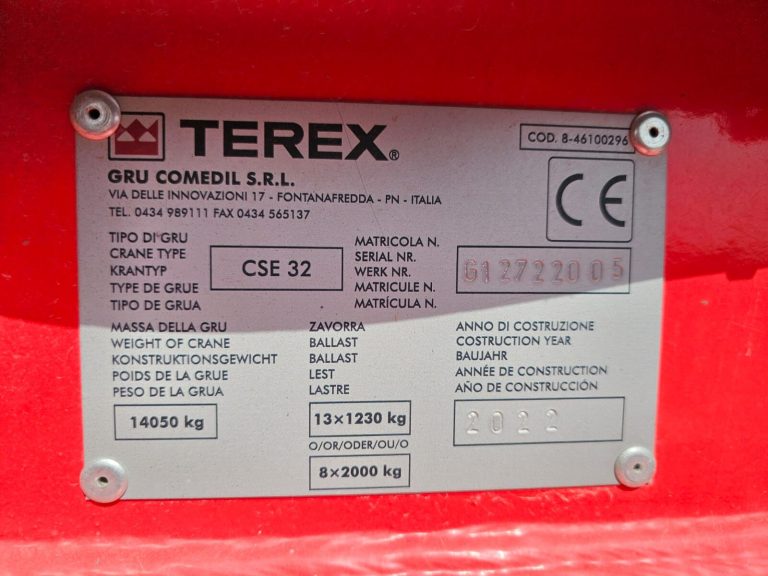 TEREX®
COD. 8-46100296
GRU COMEDIL S.R.L.
VIA DELLE INNOVAZIONI 17 - FONTANAFREDDA - PN - ITALIA
TEL. 0434 989111 FAX 0434 565137
CE
TIPO DI GRU
CRANE TYPE
KRANTYP
TYPE DE GRUE
TIPO DE GRUA
CSE 32
MATRICOLA N.
SERIAL NR.
WERK NR.
MATRICULE N.
MATRÍCULA N.
G12722005
MASSA DELLA GRU
WEIGHT OF CRANE
KONSTRUKTIONSGEWICHT
POIDS DE LA GRUE
PESO DE LA GRUA
14050 kg
ZAVORRA
BALLAST
BALLAST
LEST
LASTRE
13x1230 kg
O/OR/ODER/OU/O
8x2000 kg
ANNO DI COSTRUZIONE
COSTRUCTION YEAR
BAUJAHR
ANNÉE DE CONSTRUCTION
AÑO DE CONSTRUCCIÓN
2022